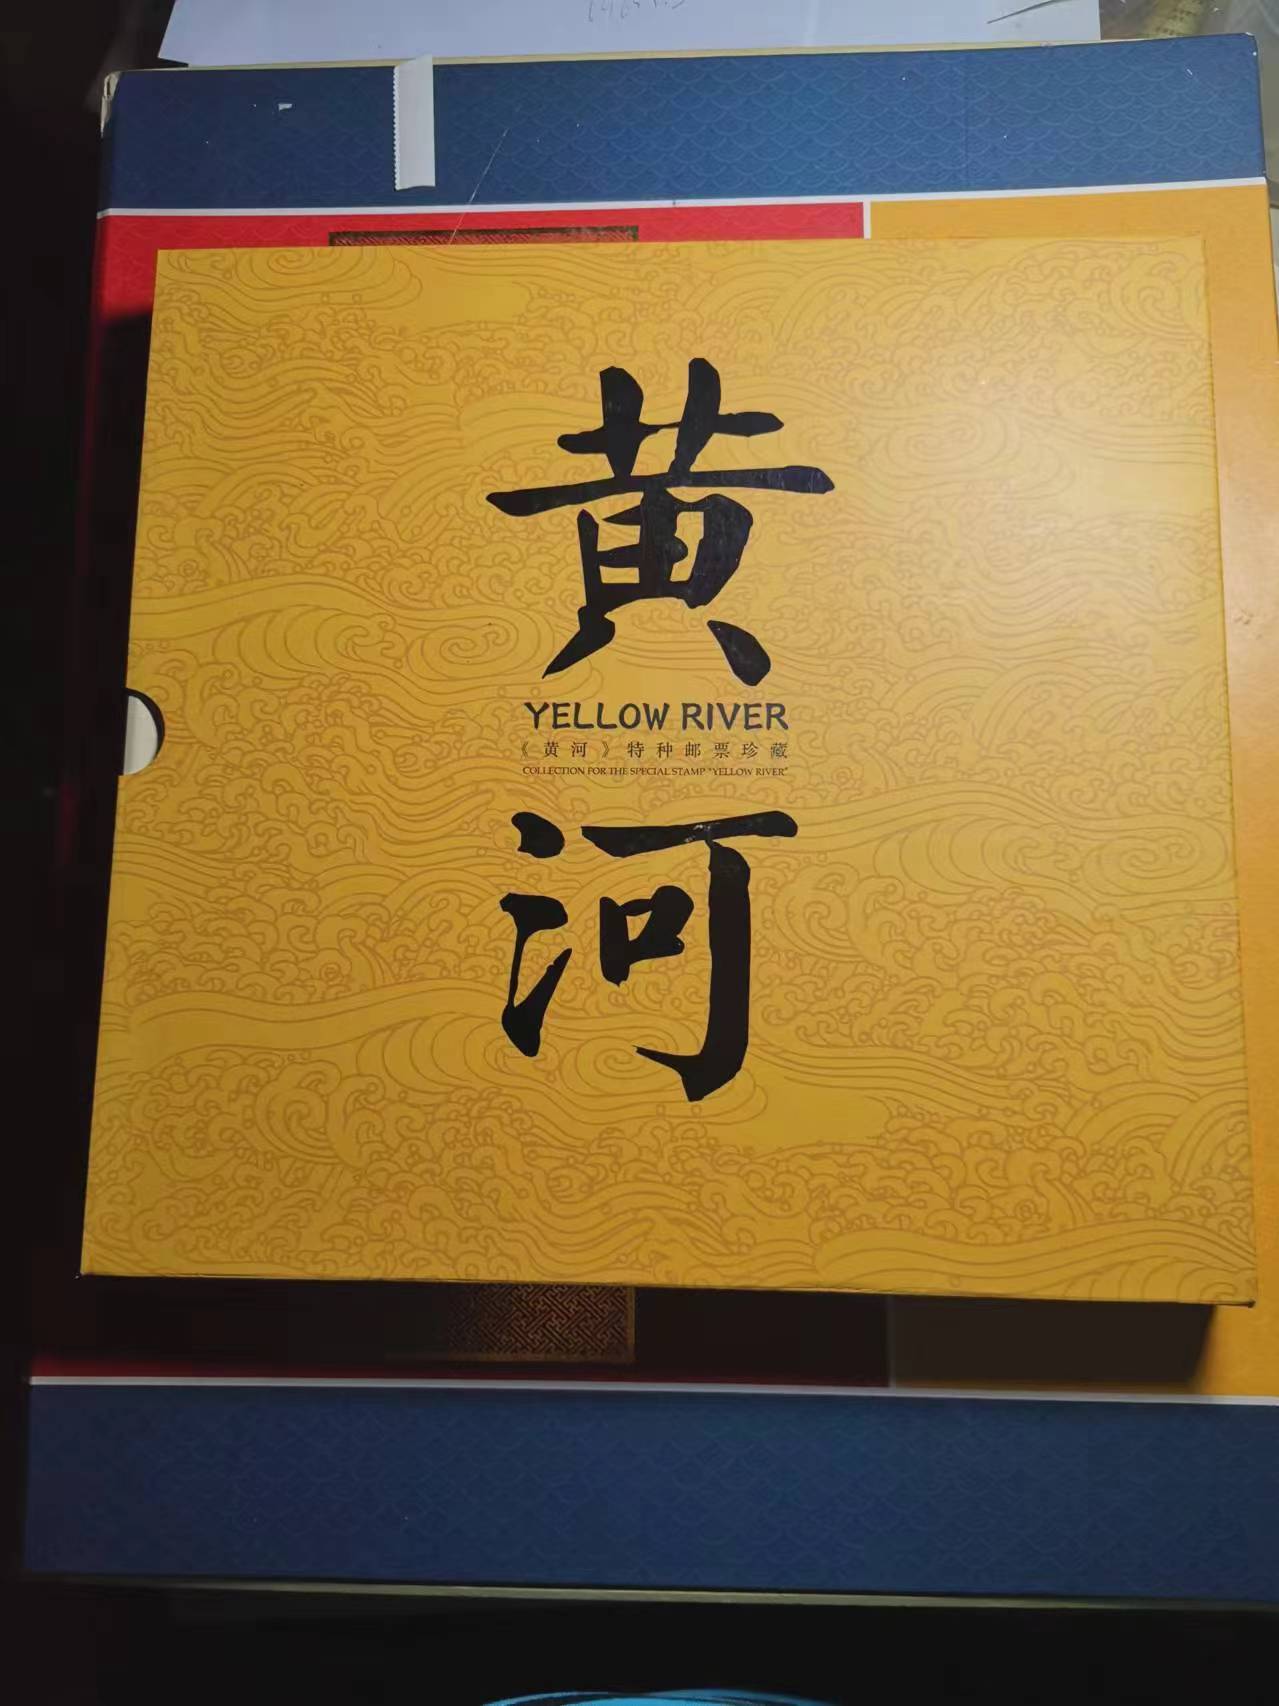 黄
YELLOW RIVER
《黄河》特种邮票珍藏
COLLECTION FOR THE SPECIAL STAMP "YELLOW RIVER"
河